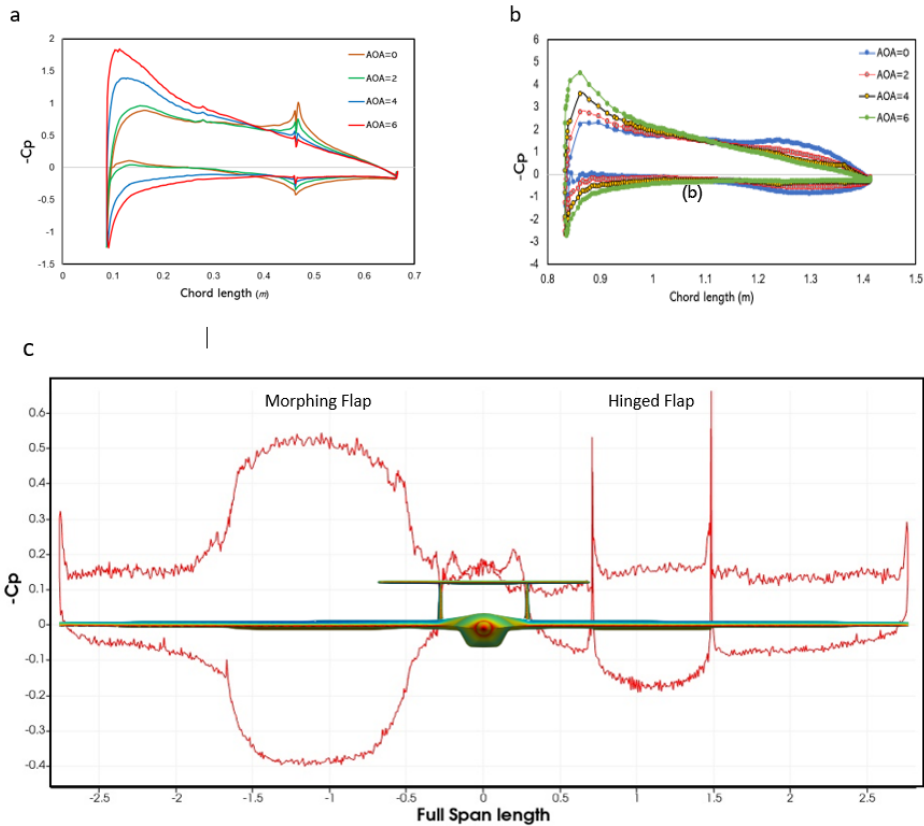 a
2
1.5
1
0.5
0
-0.5
-1
-1.5
-Cp
0 0.1 0.2 0.3 0.4 0.5 0.6 0.7
Chord length (m)
AOA=0
AOA=2
AOA=4
AOA=6
b
6
5
4
3
2
1
0
-1
-2
-3
-4
-Cp
(b)
0.8 0.9 1 1.1 1.2 1.3 1.4 1.5
Chord length (m)
AOA=0
AOA=2
AOA=4
AOA=6
c
Morphing Flap
Hinged Flap
0.6
0.5
0.4
0.3
0.2
0.1
0
-0.1
-0.2
-0.3
-0.4
-Cp
-2.5 -2 -1.5 -1 -0.5 0 0.5 1 1.5 2 2.5
Full Span length